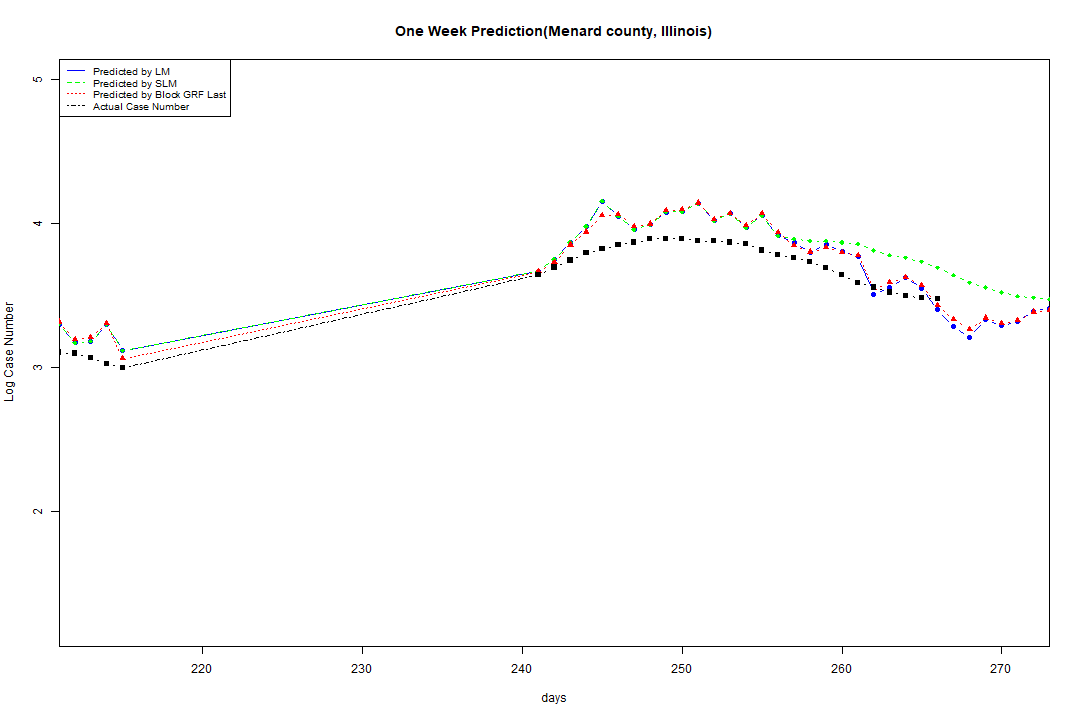 One Week Prediction(Menard county, Illinois)
Predicted by LM
Predicted by SLM
Predicted by Block GRF Last
Actual Case Number
5
4
3
2
Log Case Number
220 230 240 250 260 270
days